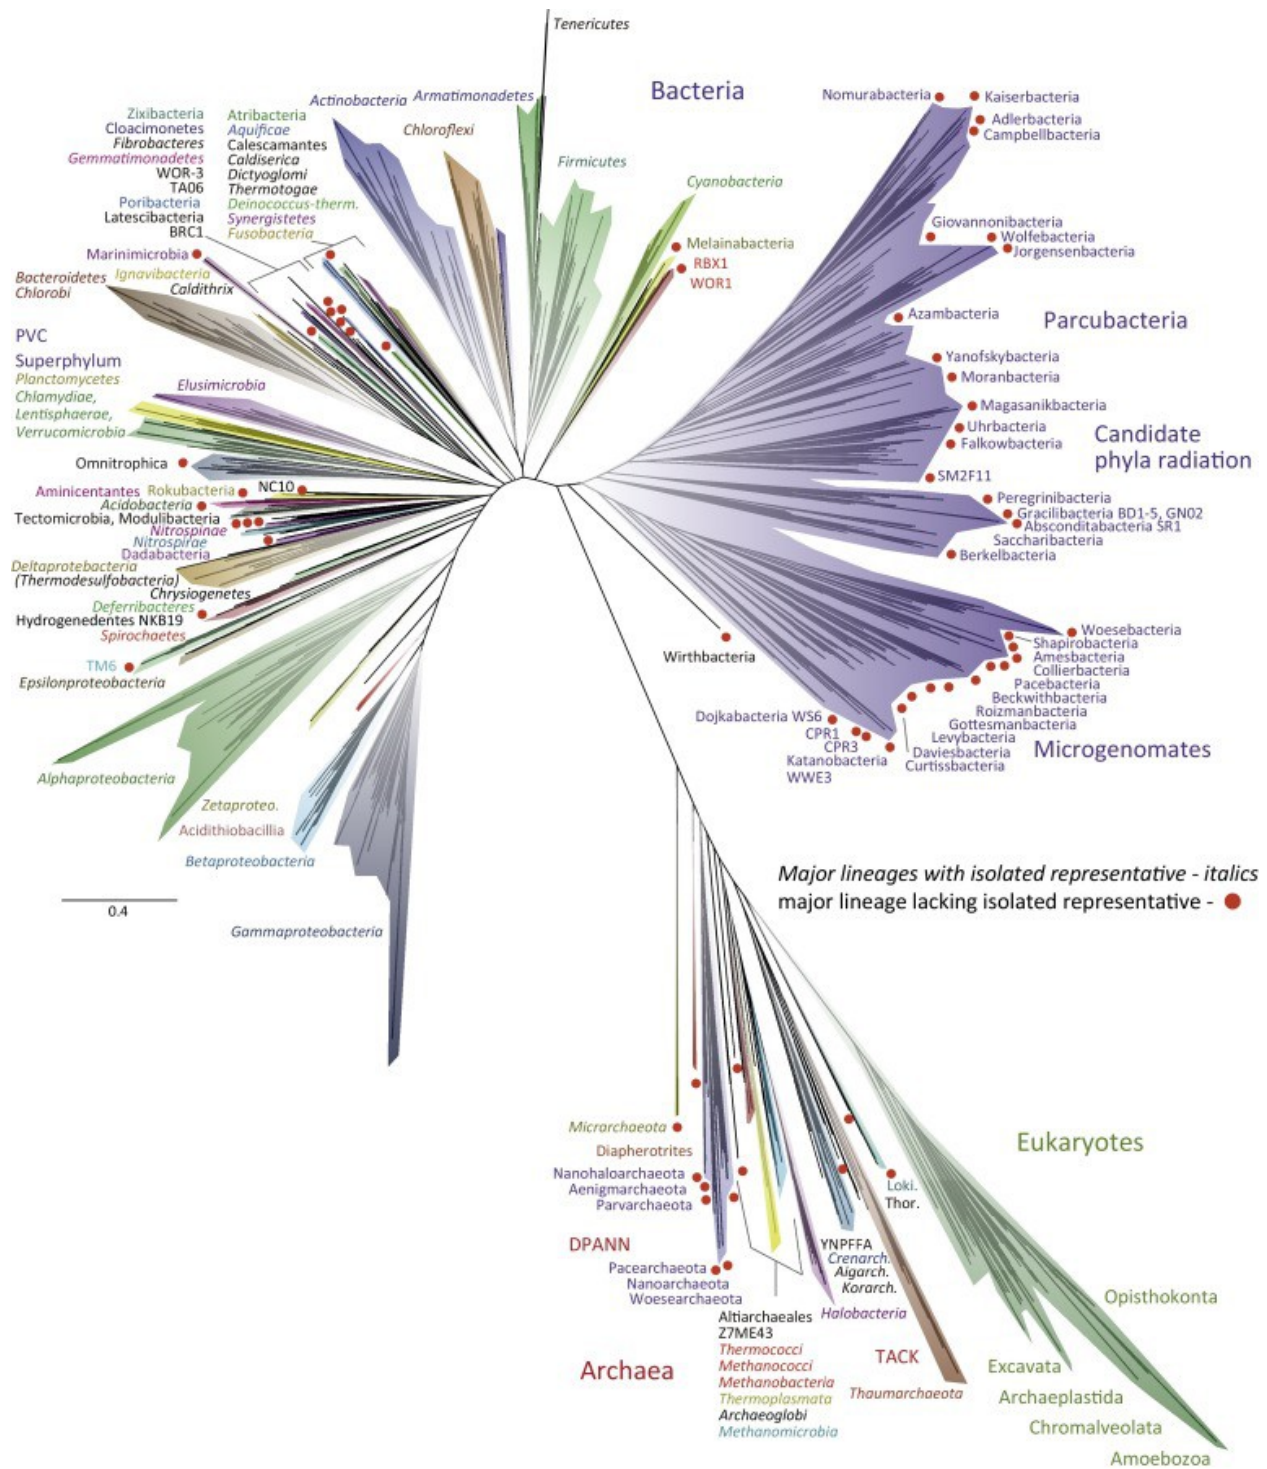 Tenericutes
Bacteria
Actinobacteria
Armatimonadetes
Zixibacteria
Cloacimonetes
Fibrobacteres
Gemmatimonadetes
WOR-3
TA06
Poribacteria
Latescibacteria
BRC1
Atribacteria
Aquificae
Calescamantes
Caldiserica
Dictyoglomi
Thermotogae
Deinococcus-therm.
Synergistetes
Fusobacteria
Chloroflexi
Firmicutes
Cyanobacteria
Melainabacteria
RBX1
WOR1
Marinimicrobia
Bacteroidetes
Chlorobi
Ignavibacteria
Caldithrix
PVC
Superphylum
Planctomycetes
Chlamydiae,
Lentisphaerae,
Verrucomicrobia
Elusimicrobia
Omnitrophica
Aminicentantes
Rokubacteria
NC10
Acidobacteria
Tectomicrobia, Modulibacteria
Nitrospinae
Nitrospirae
Dadabacteria
Deltaprotebacteria
(Thermodesulfobacteria)
Chrysiogenetes
Deferribacteres
Hydrogenedentes NKB19
Spirochaetes
TM6
Epsilonproteobacteria
Alphaproteobacteria
Zetaproteo.
Acidithiobacillia
Betaproteobacteria
0.4
Gammaproteobacteria
Nomurabacteria
Kaiserbacteria
Adlerbacteria
Campbellbacteria
Giovannonibacteria
Wolfebacteria
Jorgensenbacteria
Azambacteria
Parcubacteria
Yanofskybacteria
Moranbacteria
Magasanikbacteria
Uhrbacteria
Falkowbacteria
Candidate
phyla radiation
SM2F11
Peregrinibacteria
Gracilibacteria BD1-5, GN02
Absconditabacteria SR1
Saccharibacteria
Berkelbacteria
Wirthbacteria
Woesebacteria
Shapirobacteria
Amesbacteria
Collierbacteria
Pacebacteria
Beckwithbacteria
Roizmanbacteria
Gottesmanbacteria
Levybacteria
Daviesbacteria
Curtissbacteria
Microgenomates
Dojkabacteria WS6
CPR1
CPR3
Katanobacteria
WWE3
Major lineages with isolated representative - italics
major lineage lacking isolated representative -
Micrarchaeota
Diapherotrites
Nanohaloarchaeota
Aenigmarchaeota
Parvarchaeota
DPANN
Pacearchaeota
Nanoarchaeota
Woesearchaeota
Archaea
Altiarchaeales
Z7ME43
Thermococci
Methanococci
Methanobacteria
Thermoplasmata
Archaeoglobi
Methanomicrobia
Halobacteria
YNPFFA
Crenarch.
Aigarch.
Korarch.
TACK
Thaumarchaeota
Loki.
Thor.
Eukaryotes
Opisthokonta
Excavata
Archaeplastida
Chromalveolata
Amoebozoa